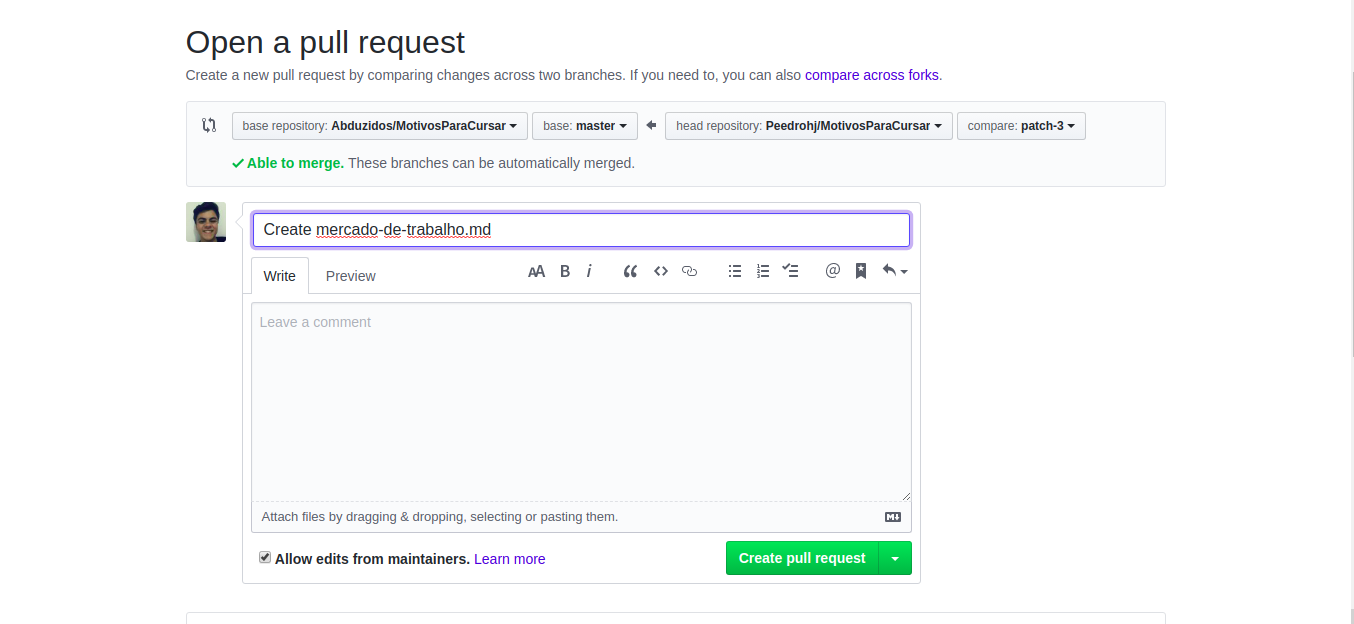 Open a pull request
Create a new pull request by comparing changes across two branches. If you need to, you can also compare across forks.
base repository: Abduzidos/MotivosParaCursar base: master head repository: Peedrohj/MotivosParaCursar compare: patch-3
Able to merge. These branches can be automatically merged.
Create mercado-de-trabalho.md
Write Preview AA B i @
Leave a comment
Attach files by dragging & dropping, selecting or pasting them. M
Allow edits from maintainers. Learn more Create pull request